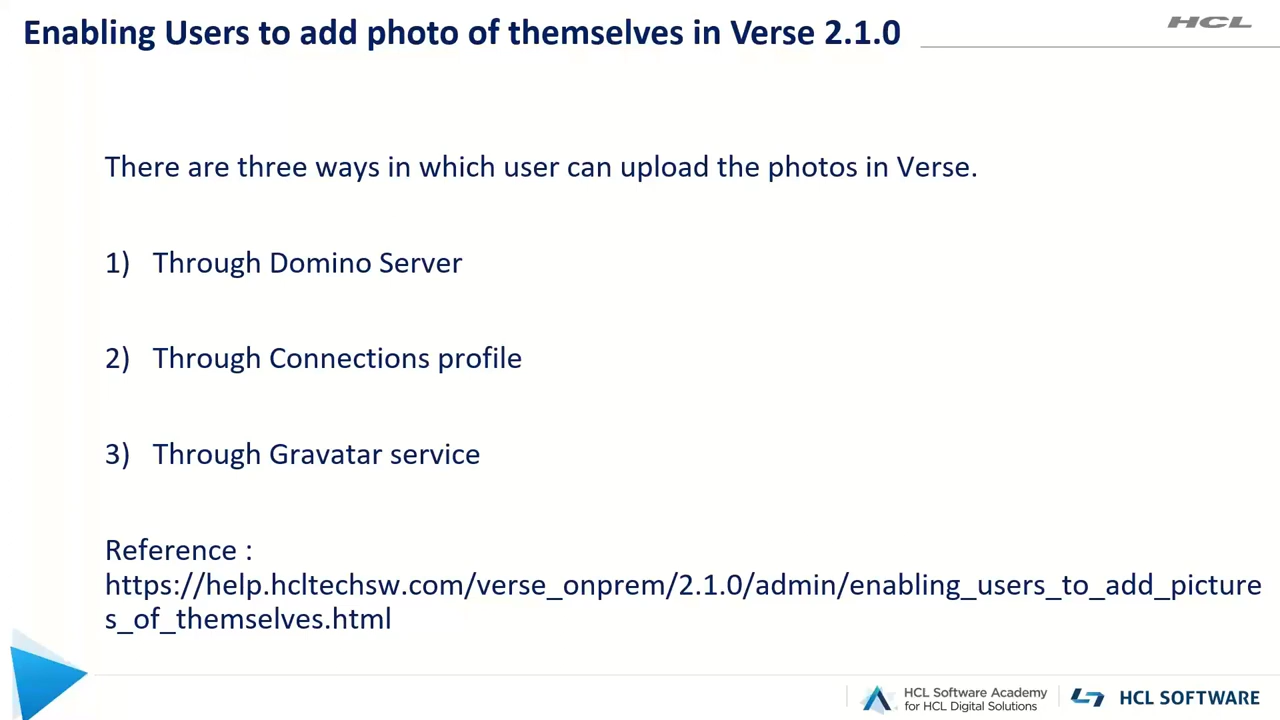 Enabling Users to add photo of themselves in Verse 2.1.0
HCL
There are three ways in which user can upload the photos in Verse.
1) Through Domino Server
2) Through Connections profile
3) Through Gravatar service
Reference :
https://help.hcltechsw.com/verse_onprem/2.1.0/admin/enabling_users_to_add_picture
s_of_themselves.html
HCL Software Academy
for HCL Digital Solutions
HCL SOFTWARE